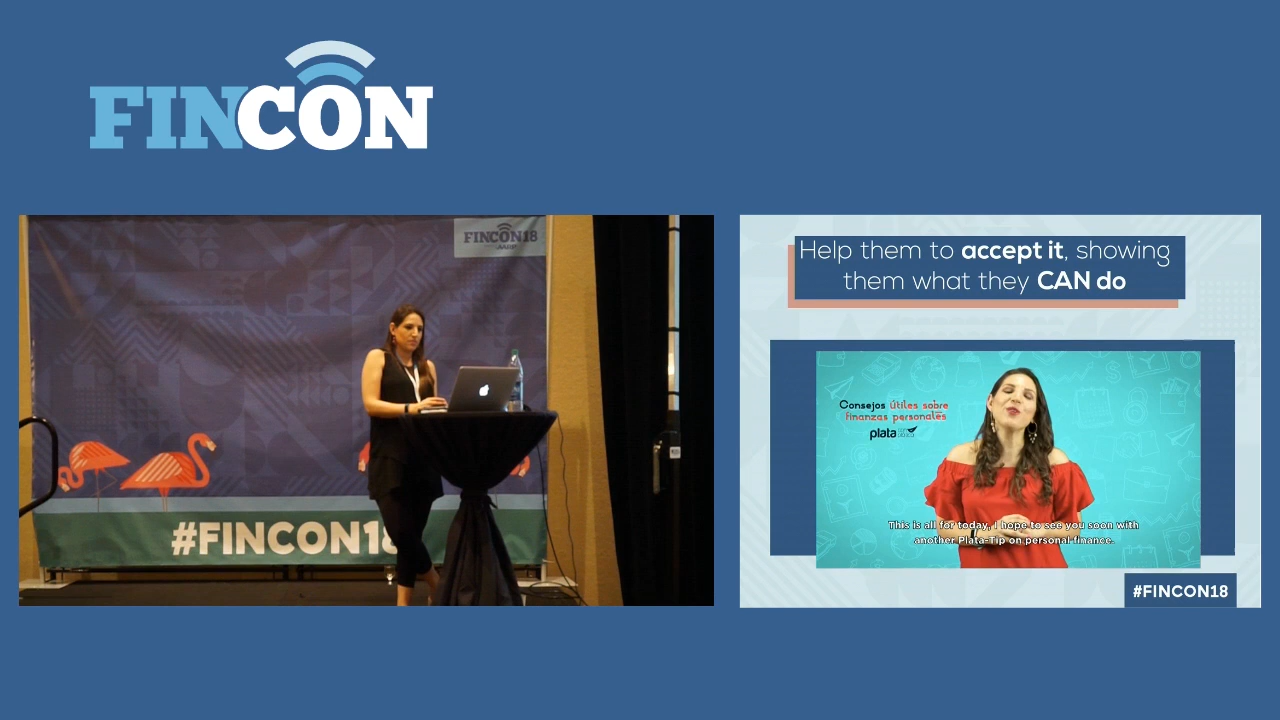 FINCON
FINCON18
#FINCON18
Help them to accept it, showing
them what they CAN do
Consejos útiles sobre
finanzas personales
plata
This is all for today, I hope to see you soon with
another Plata-Tip on personal finance.
#FINCON18